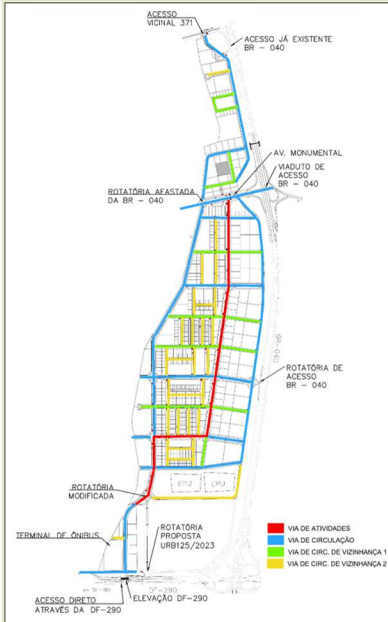 ACESSO
VICINAL 371
ACESSO JÁ EXISTENTE
BR - 040
AV. MONUMENTAL
VIADUTO DE
ACESSO
BR - 040
ROTATÓRIA AFASTADA
DA BR - 040
BR-040
ROTATÓRIA DE
ACESSO
BR - 040
EPU
EPU
ROTATÓRIA
MODIFICADA
TERMINAL DE ÔNIBUS
ROTATÓRIA
PROPOSTA
URB125/2023
VIA DE ATIVIDADES
VIA DE CIRCULAÇÃO
VIA DE CIRC. DE VIZINHANÇA 1
VIA DE CIRC. DE VIZINHANÇA 2
DF-290
DF-290
ACESSO DIRETO
ATRAVÉS DA DF-290
ELEVAÇÃO DF-290